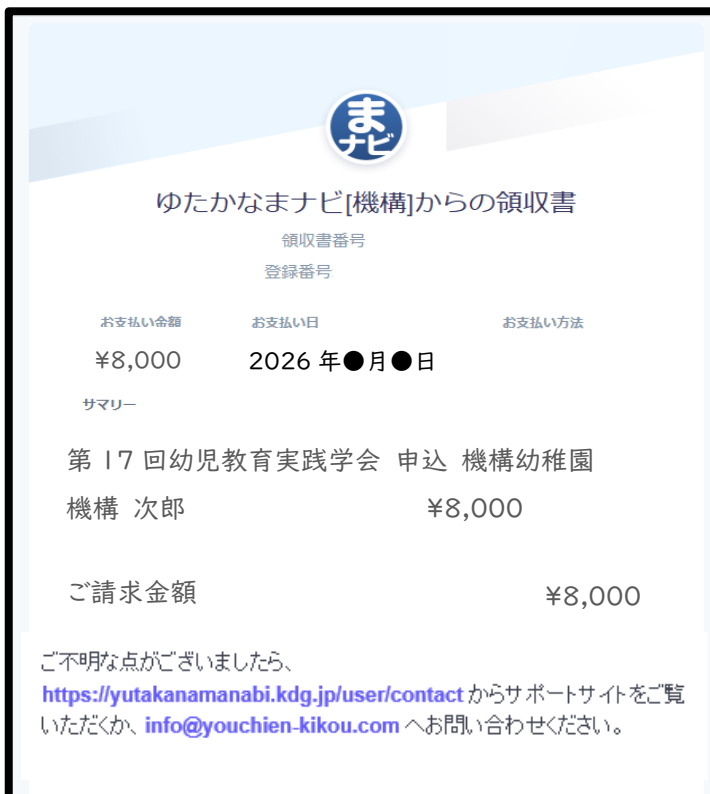 ま
ナビ
ゆたかなまナビ[機構]からの領収書
領収書番号
登録番号
お支払い金額 お支払い日 お支払い方法
¥8,000 2026年●月●日
サマリー
第17回幼児教育実践学会 申込 機構幼稚園
機構 次郎 ¥8,000
ご請求金額 ¥8,000
ご不明な点がございましたら、
https://yutakanamanabi.kdg.jp/user/contact からサポートサイトをご覧
いただくか、info@youchien-kikou.com へお問い合わせください。